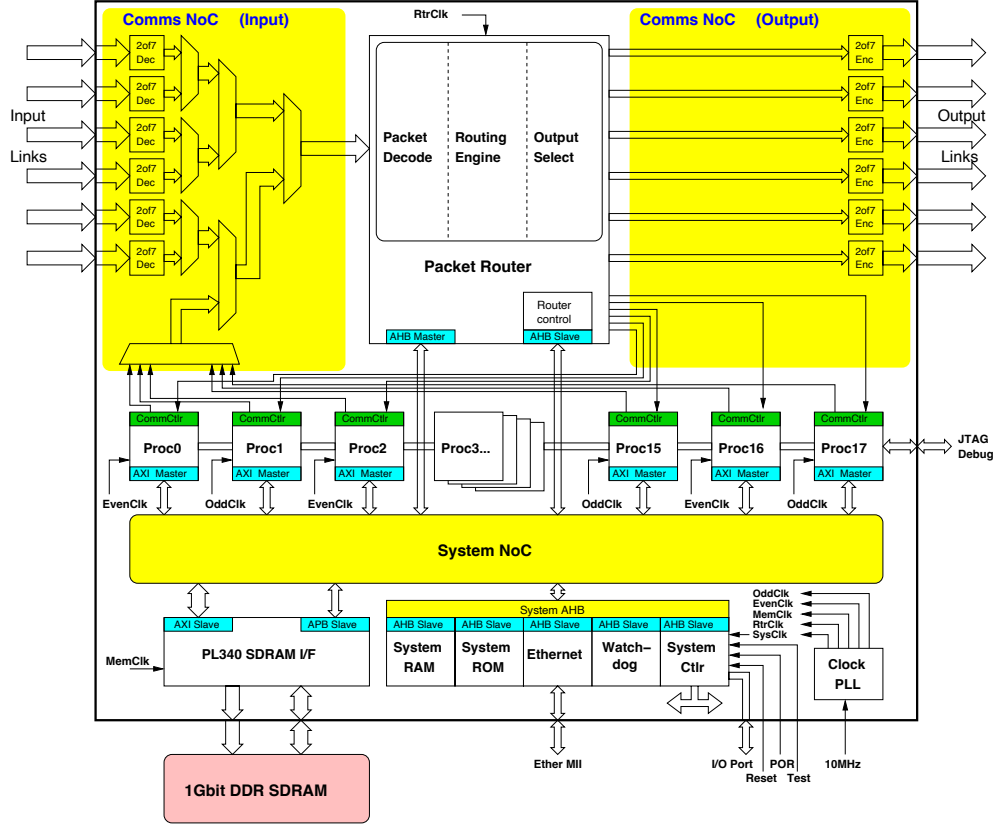 Comms NoC (Input)
RtrClk
Comms NoC (Output)
2of7
Dec
2of7
Dec
2of7
Dec
2of7
Dec
2of7
Dec
2of7
Dec
Input
Links
Packet
Decode
Routing
Engine
Output
Select
Packet Router
Router
control
AHB Master
AHB Slave
2of7
Enc
2of7
Enc
2of7
Enc
2of7
Enc
2of7
Enc
2of7
Enc
Output
Links
CommCtlr
Proc0
AXI Master
CommCtlr
Proc1
AXI Master
CommCtlr
Proc2
AXI Master
Proc3...
CommCtlr
Proc15
AXI Master
CommCtlr
Proc16
AXI Master
CommCtlr
Proc17
AXI Master
JTAG
Debug
EvenClk
OddClk
EvenClk
OddClk
EvenClk
OddClk
System NoC
AXI Slave
APB Slave
PL340 SDRAM I/F
MemClk
System AHB
AHB Slave
AHB Slave
AHB Slave
AHB Slave
AHB Slave
System
RAM
System
ROM
Ethernet
Watch-
dog
System
Ctlr
OddClk
EvenClk
MemClk
RtrClk
SysClk
Clock
PLL
1Gbit DDR SDRAM
Ether MII
I/O Port
Reset
POR
Test
10MHz